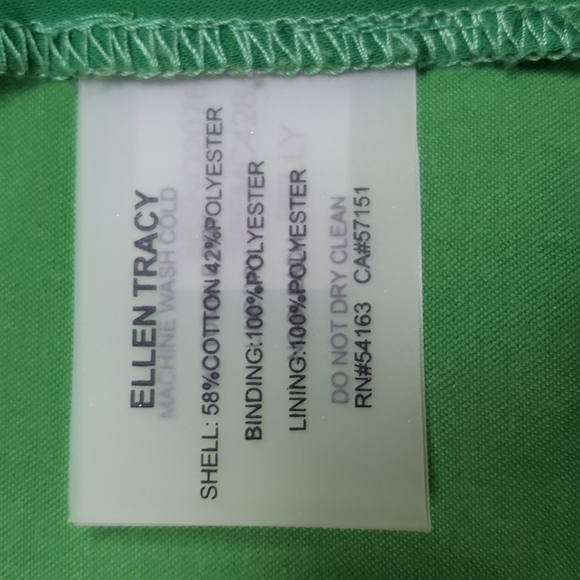 ELLEN TRACY
MACHINE WASH COLD
SHELL: 58%COTTON 42%POLYESTER
BINDING:100%POLYESTER
LINING:100%POLYESTER
DO NOT DRY CLEAN
RN#54163 CA#57151